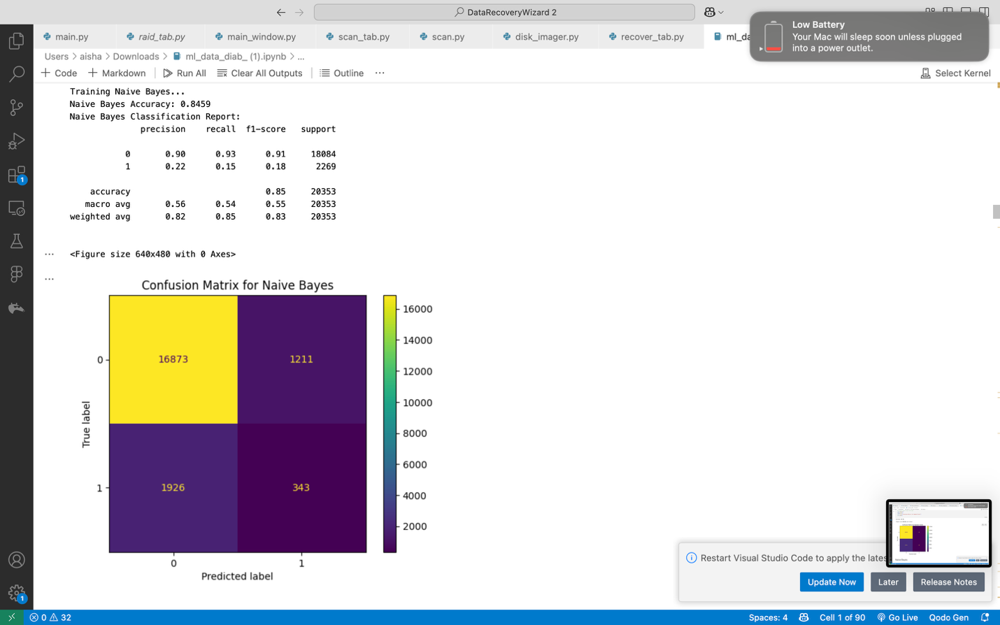 DataRecoveryWizard 2
Low Battery
Your Mac will sleep soon unless plugged
into a power outlet.
main.py
raid_tab.py
main_window.py
scan_tab.py
scan.py
disk_imager.py
recover_tab.py
ml_da
Users > aisha > Downloads > ml_data_diab_ (1).ipynb > ...
+ Code + Markdown Run All Clear All Outputs Outline ... Select Kernel
Training Naive Bayes...
Naive Bayes Accuracy: 0.8459
Naive Bayes Classification Report:
precision recall f1-score support
0 0.90 0.93 0.91 18084
1 0.22 0.15 0.18 2269
accuracy 0.85 20353
macro avg 0.56 0.54 0.55 20353
weighted avg 0.82 0.85 0.83 20353
... <Figure size 640x480 with 0 Axes>
...
Confusion Matrix for Naive Bayes
16873 1211
1926 343
True label
0
1
0 1
Predicted label
16000
14000
12000
10000
8000
6000
4000
2000
1
1
Restart Visual Studio Code to apply the lates
Update Now Later Release Notes
0 32 Spaces: 4 Cell 1 of 90 Go Live Qodo Gen